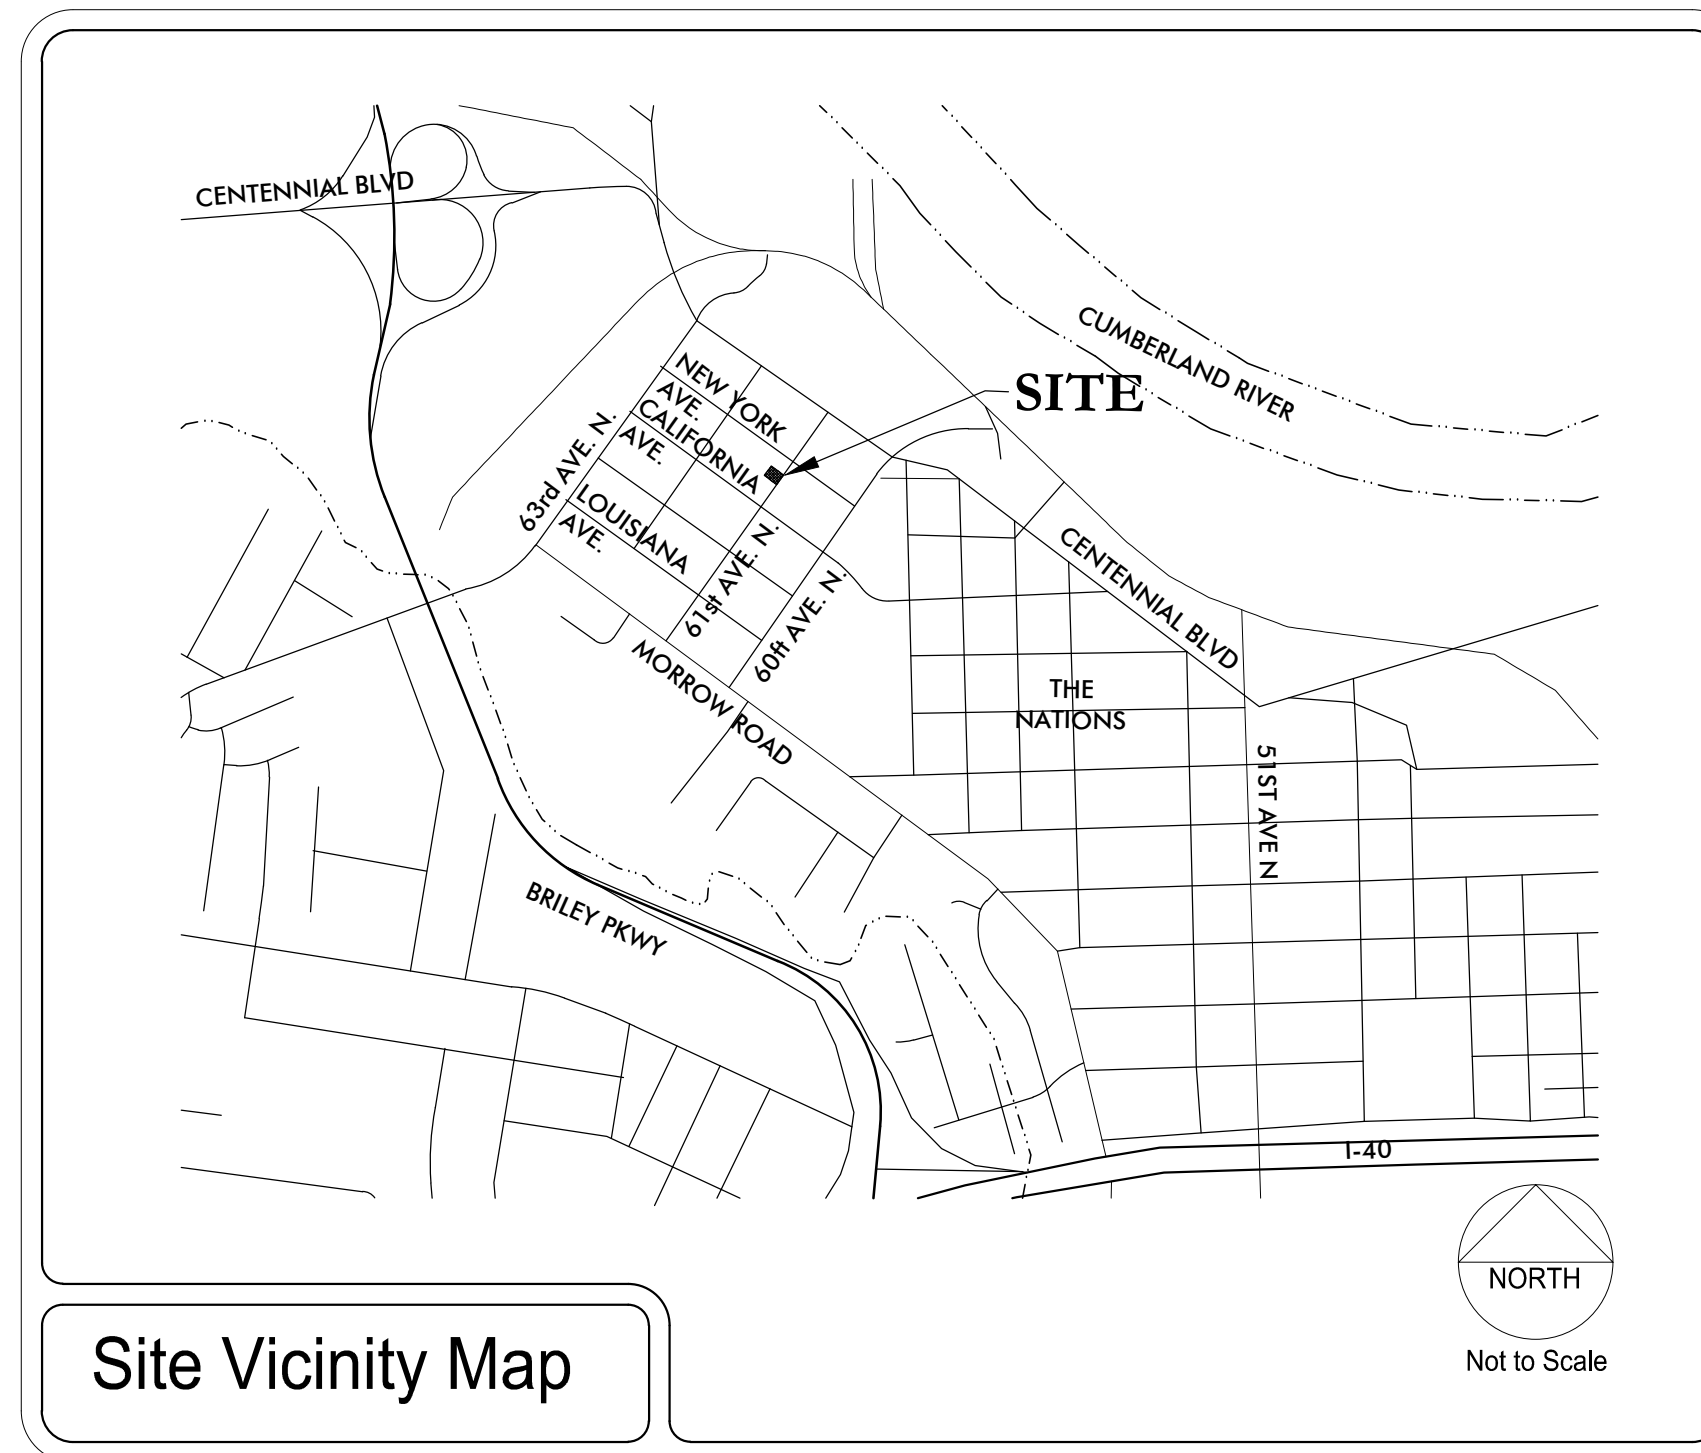 CENTENNIAL BLVD
CUMBERLAND RIVER
SITE
NEW YORK
AVE.
CALIFORNIA
AVE.
63rd AVE. N.
LOUISIANA
AVE.
61st AVE. N.
60ft AVE. N.
CENTENNIAL BLVD
MORROW ROAD
THE
NATIONS
51ST AVE N
BRILEY PKWY
I-40
NORTH
Not to Scale
Site Vicinity Map